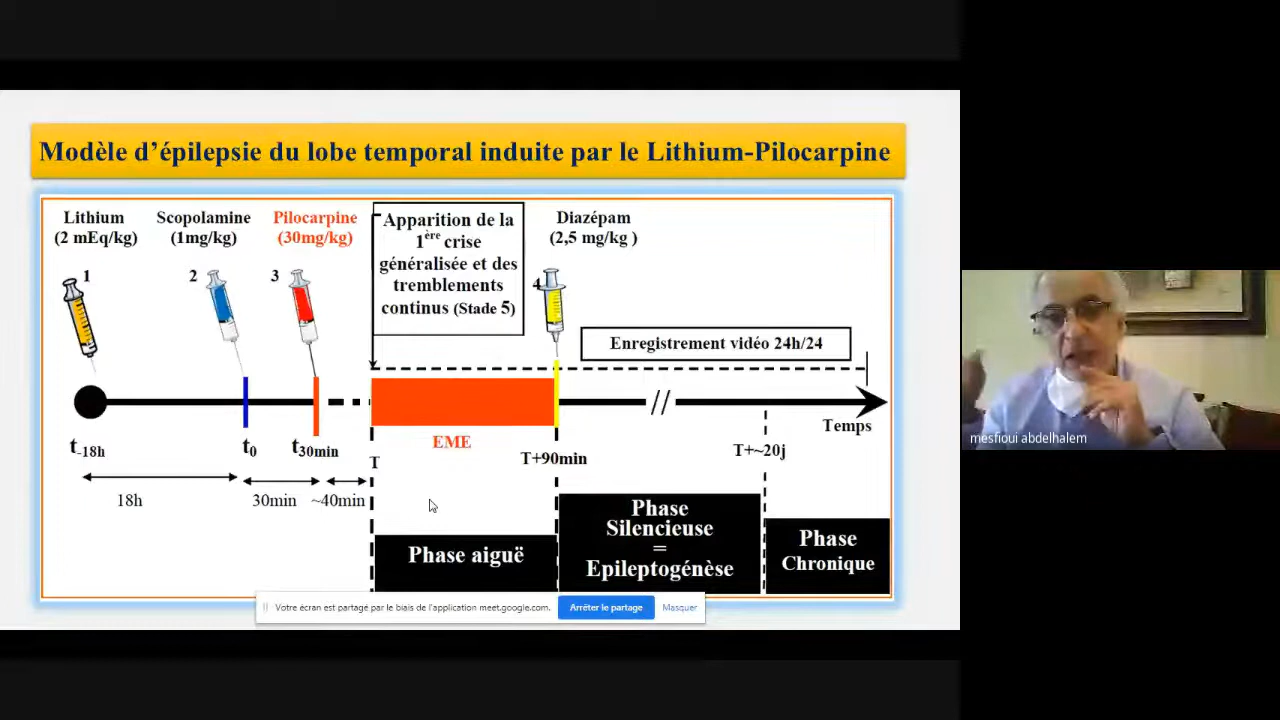 Modèle d'épilepsie du lobe temporal induite par le Lithium-Pilocarpine
Lithium
(2 mEq/kg)
Scopolamine
(1mg/kg)
Pilocarpine
(30mg/kg)
Apparition de la
1ère crise
généralisée et des
tremblements
continus (Stade 5)
Diazépam
(2,5 mg/kg )
1
2
3
4
Enregistrement vidéo 24h/24
Temps
t-18h
t0
t30min
EME
T
T+90min
T+~20j
18h
30min
~40min
Phase aiguë
Phase
Silencieuse
=
Epileptogénèse
Phase
Chronique
mesfioui abdelhalem
Votre écran est partagé par le biais de l'application meet.google.com.
Arrêter le partage
Masquer